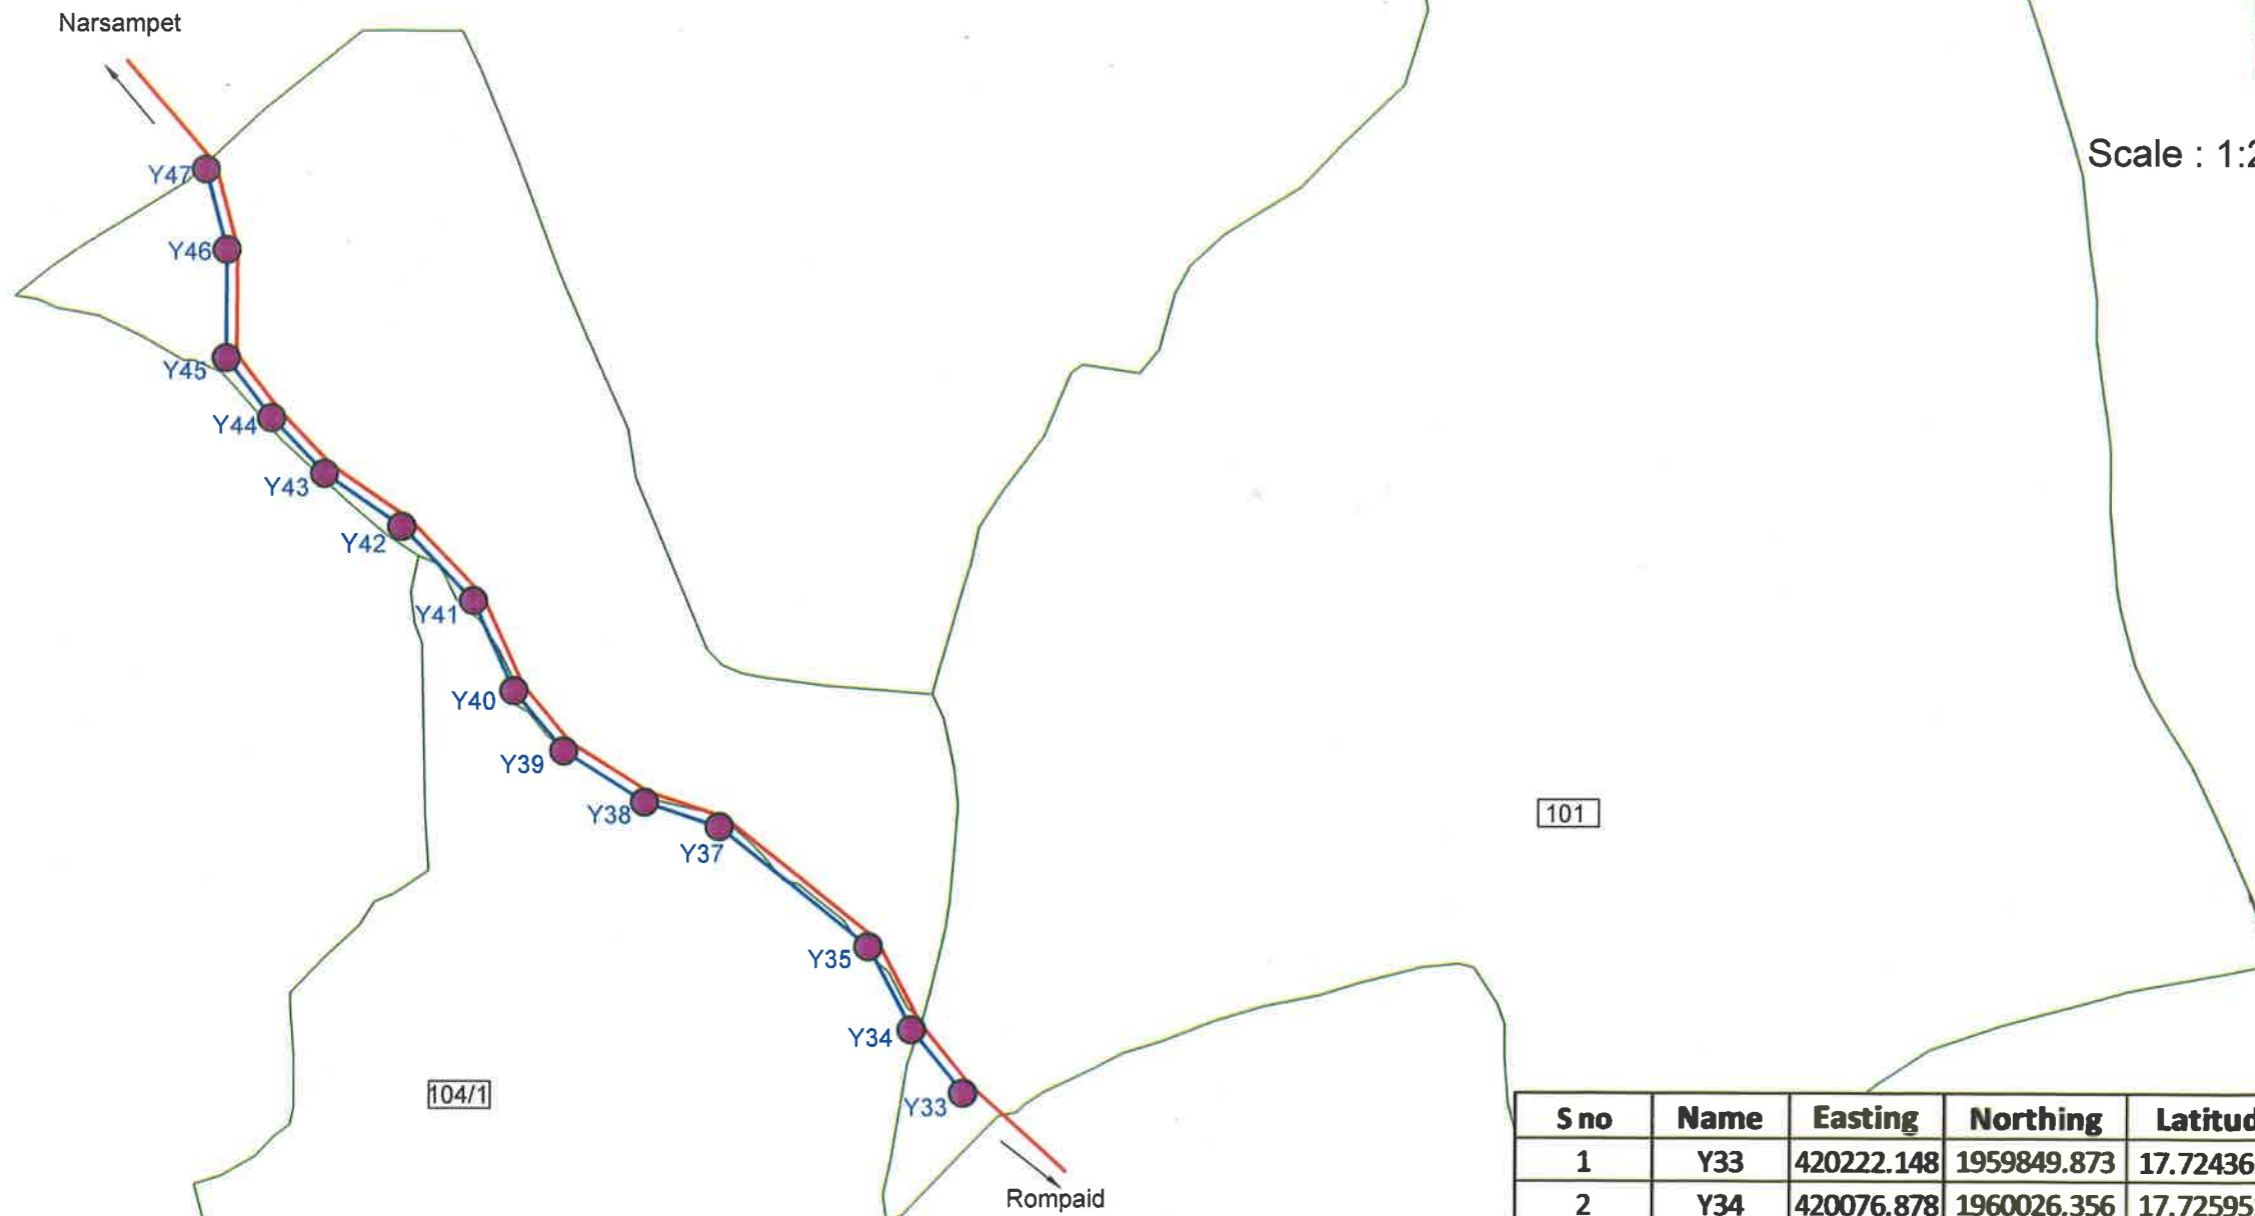 Narsampet
Scale : 1:2
Y47
Y46
Y45
Y44
Y43
Y42
Y41
Y40
Y39
Y38
Y37
101
Y35
Y34
104/1
Y33
Rompaid
S no Name Easting Northing Latitud
1 Y33 420222.148 1959849.873 17.72436
2 Y34 420076.878 1960026.356 17.72595